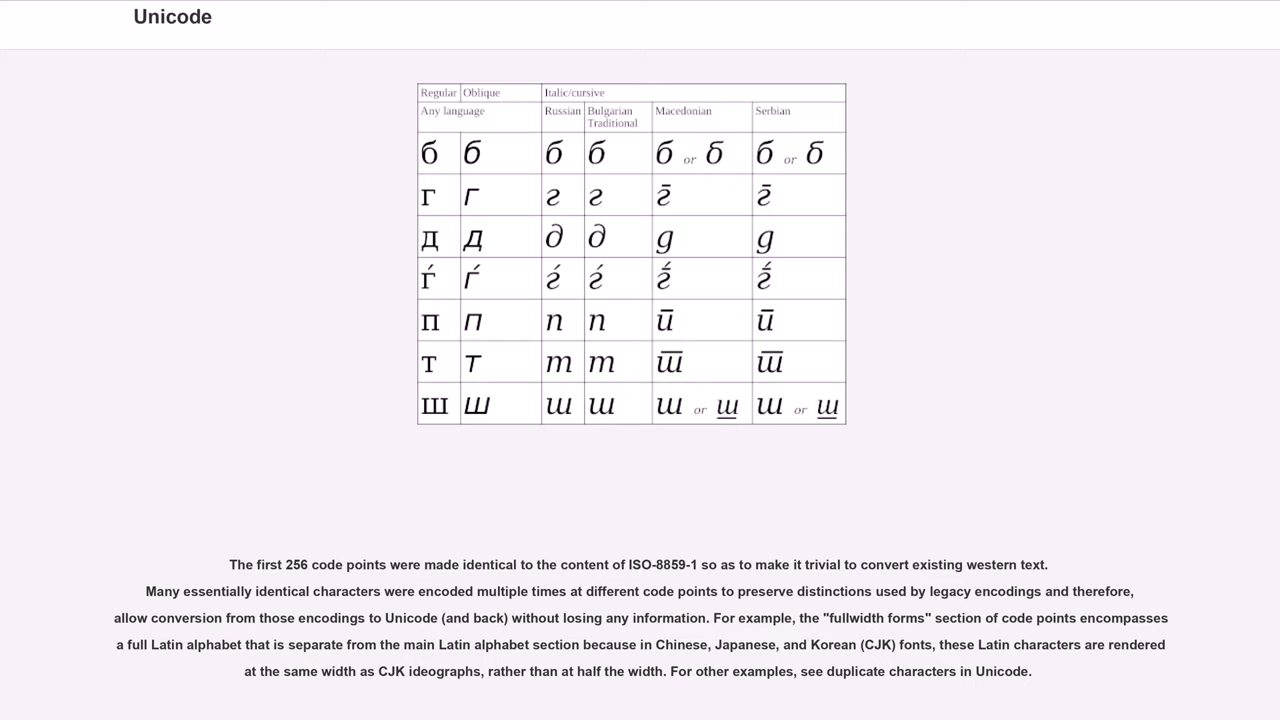 Unicode
Regular Oblique Italic/cursive
Any language Russian Bulgarian Traditional Macedonian Serbian
б б б б б or б б or б
г г г г г̄ г̄
д д д д g g
ѓ ѓ ѓ ѓ ѓ̄ ѓ̄
п п п п ӣ ӣ
т т т т ш̄ ш̄
ш ш ш ш ш or ш̲ ш or ш̲
The first 256 code points were made identical to the content of ISO-8859-1 so as to make it trivial to convert existing western text.
Many essentially identical characters were encoded multiple times at different code points to preserve distinctions used by legacy encodings and therefore,
allow conversion from those encodings to Unicode (and back) without losing any information. For example, the "fullwidth forms" section of code points encompasses
a full Latin alphabet that is separate from the main Latin alphabet section because in Chinese, Japanese, and Korean (CJK) fonts, these Latin characters are rendered
at the same width as CJK ideographs, rather than at half the width. For other examples, see duplicate characters in Unicode.